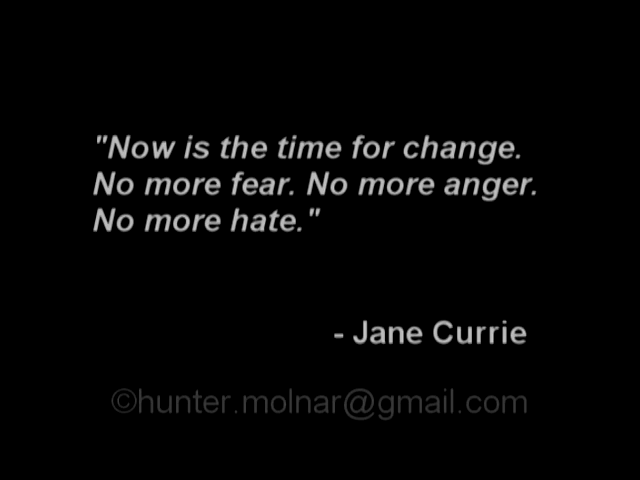 "Now is the time for change.
No more fear. No more anger.
No more hate."
- Jane Currie
©hunter.molnar@gmail.com